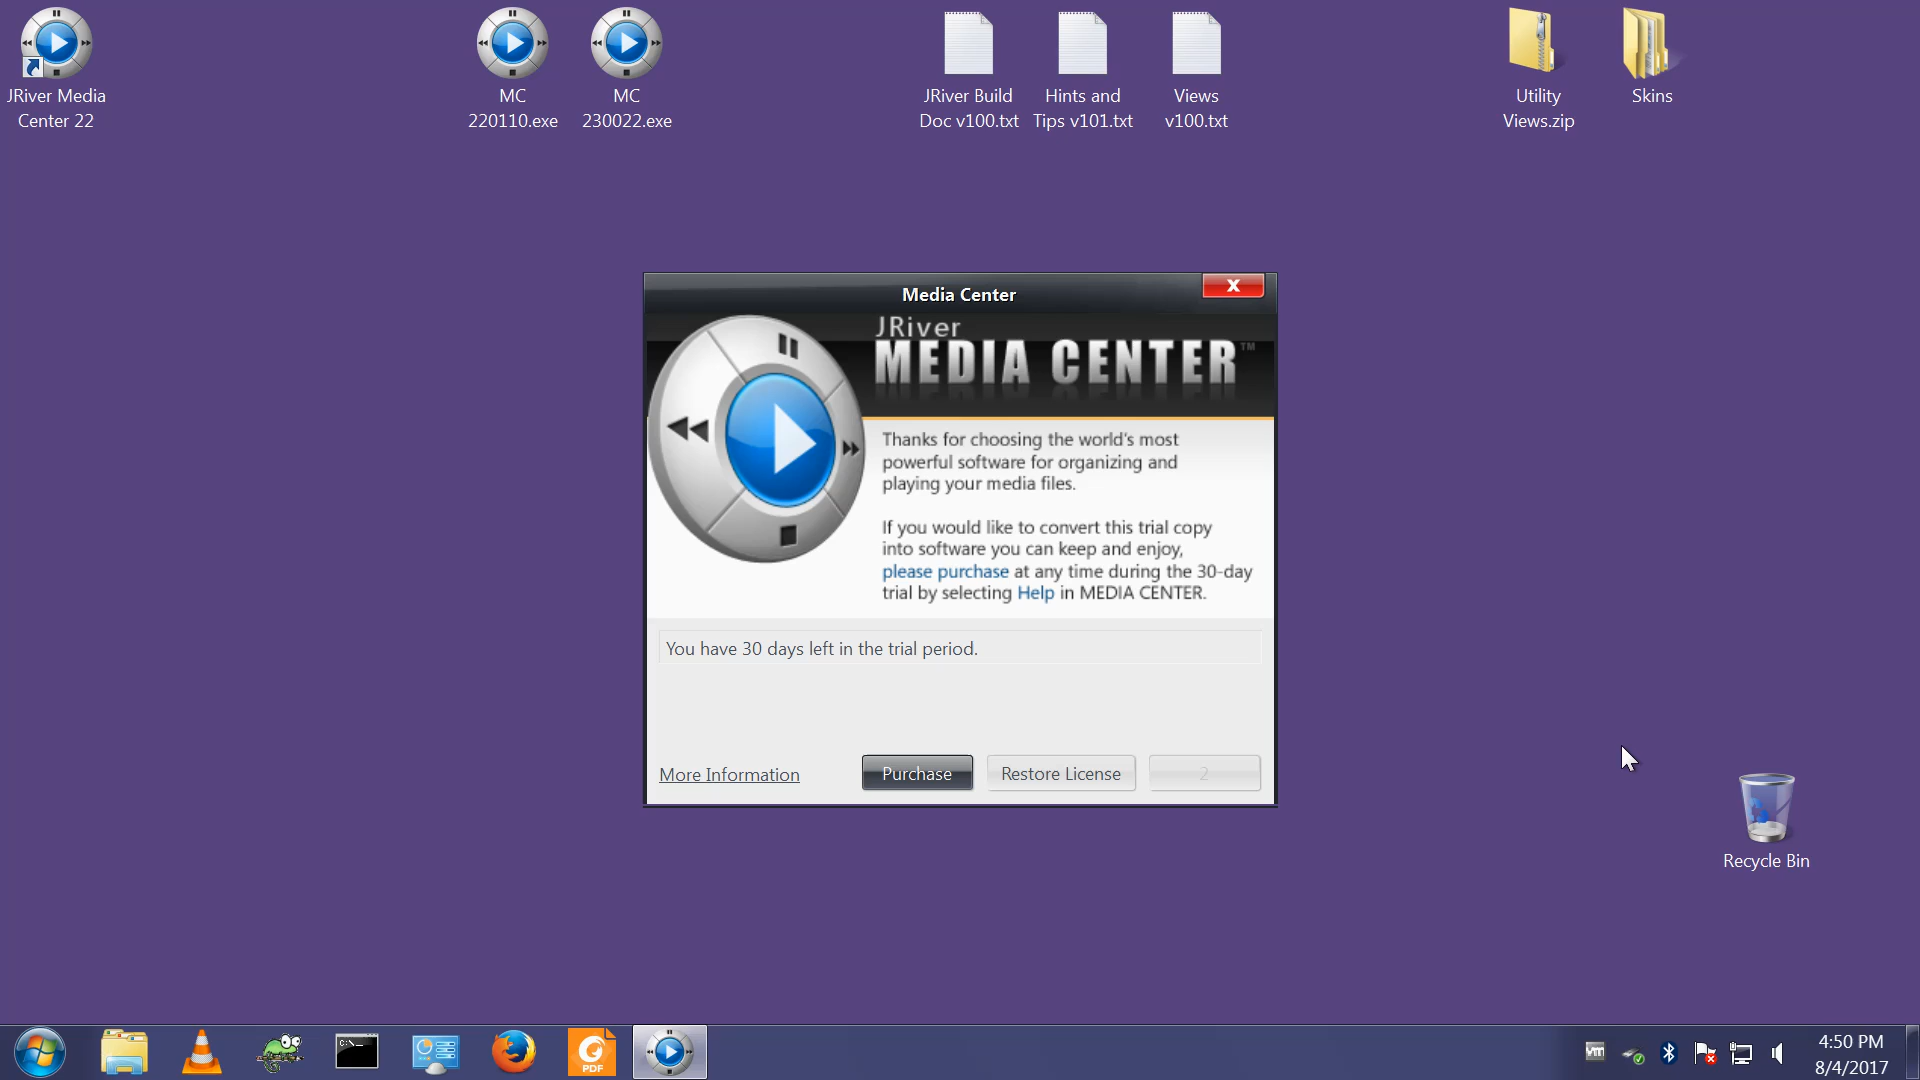 JRiver Media
Center 22
MC
220110.exe
MC
230022.exe
JRiver Build
Doc v100.txt
Hints and
Tips v101.txt
Views
v100.txt
Utility
Views.zip
Skins
Media Center
X
JRiver
MEDIA CENTER™
Thanks for choosing the world's most
powerful software for organizing and
playing your media files.
If you would like to convert this trial copy
into software you can keep and enjoy,
please purchase at any time during the 30-day
trial by selecting Help in MEDIA CENTER.
You have 30 days left in the trial period.
More Information
Purchase
Restore License
2
Recycle Bin
C:\_
PDF
vm
4:50 PM
8/4/2017